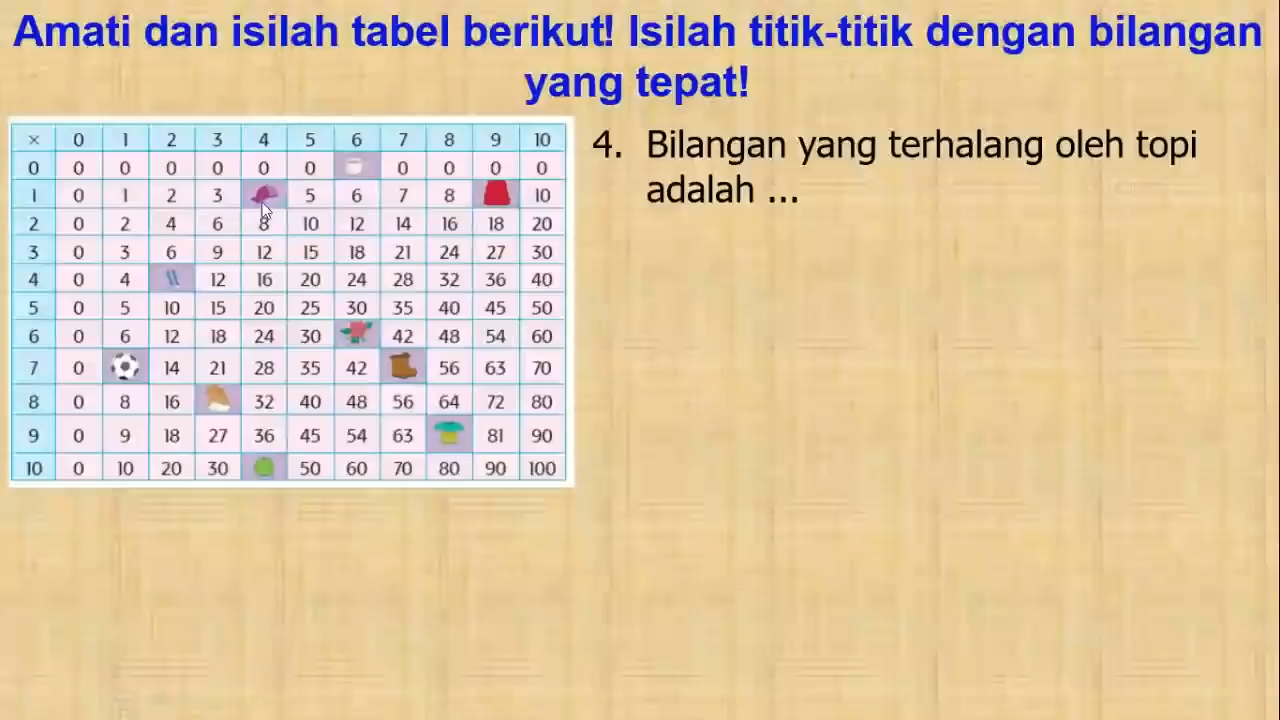 Amati dan isilah tabel berikut! Isilah titik-titik dengan bilangan
yang tepat!
× 0 1 2 3 4 5 6 7 8 9 10
0 0 0 0 0 0 0 0 0 0 0
1 0 1 2 3 5 6 7 8 10
2 0 2 4 6 8 10 12 14 16 18 20
3 0 3 6 9 12 15 18 21 24 27 30
4 0 4 12 16 20 24 28 32 36 40
5 0 5 10 15 20 25 30 35 40 45 50
6 0 6 12 18 24 30 42 48 54 60
7 0 14 21 28 35 42 56 63 70
8 0 8 16 32 40 48 56 64 72 80
9 0 9 18 27 36 45 54 63 81 90
10 0 10 20 30 50 60 70 80 90 100
4. Bilangan yang terhalang oleh topi
adalah ...